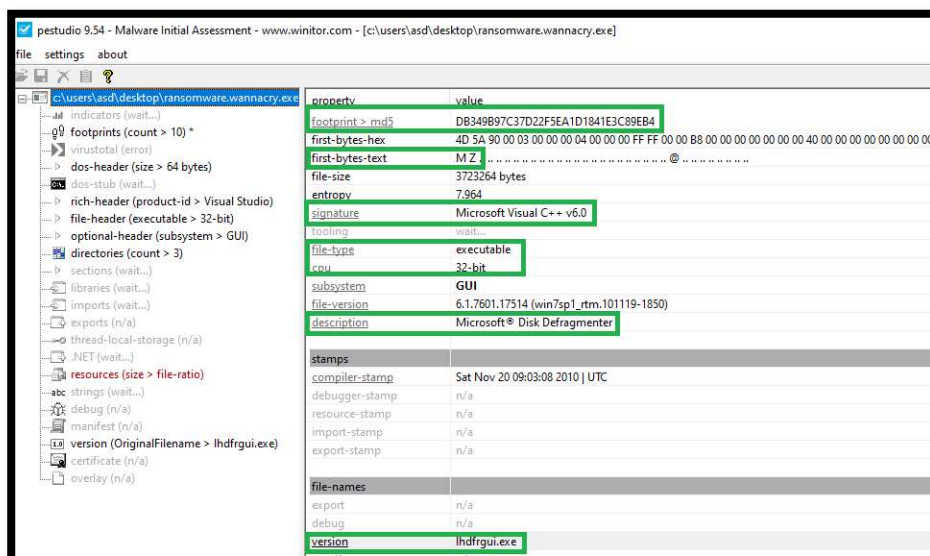 pestudio 9.54 - Malware Initial Assessment - www.winitor.com - [c:\users\asd\desktop\ransomware.wannacry.exe]
file settings about
c:\users\asd\desktop\ransomware.wannacry.exe
indicators (wait...)
footprints (count > 10) *
virustotal (error)
dos-header (size > 64 bytes)
dos-stub (wait...)
rich-header (product-id > Visual Studio)
file-header (executable > 32-bit)
optional-header (subsystem > GUI)
directories (count > 3)
sections (wait...)
libraries (wait...)
imports (wait...)
exports (n/a)
thread-local-storage (n/a)
.NET (wait...)
resources (size > file-ratio)
abc strings (wait...)
debug (n/a)
manifest (n/a)
1.0 version (OriginalFilename > lhdfrgui.exe)
certificate (n/a)
overlay (n/a)
property value
footprint > md5 DB349B97C37D22F5EA1D1841E3C89EB4
first-bytes-hex 4D 5A 90 00 03 00 00 00 04 00 00 00 FF FF 00 00 B8 00 00 00 00 00 00 00 40 00 00 00 00 00 00 00
first-bytes-text M Z .. .. .. .. .. .. .. .. .. .. .. .. .. .. .. .. .. .. .. .. .. .. @ .. .. .. .. .. .. ..
file-size 3723264 bytes
entropy 7.964
signature Microsoft Visual C++ v6.0
tooling wait...
file-type executable
cpu 32-bit
subsystem GUI
file-version 6.1.7601.17514 (win7sp1_rtm.101119-1850)
description Microsoft® Disk Defragmenter
stamps
compiler-stamp Sat Nov 20 09:03:08 2010 | UTC
debugger-stamp n/a
resource-stamp n/a
import-stamp n/a
export-stamp n/a
file-names
export n/a
debug n/a
version lhdfrgui.exe